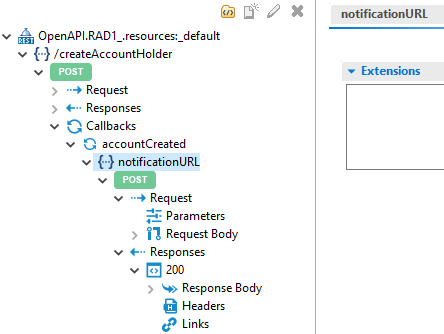 notificationURL
OpenAPI.RAD1_.resources:_default
REST
/createAccountHolder
POST
Request
Responses
Callbacks
accountCreated
notificationURL
POST
Request
Parameters
Request Body
Responses
200
Response Body
Headers
Links
Extensions